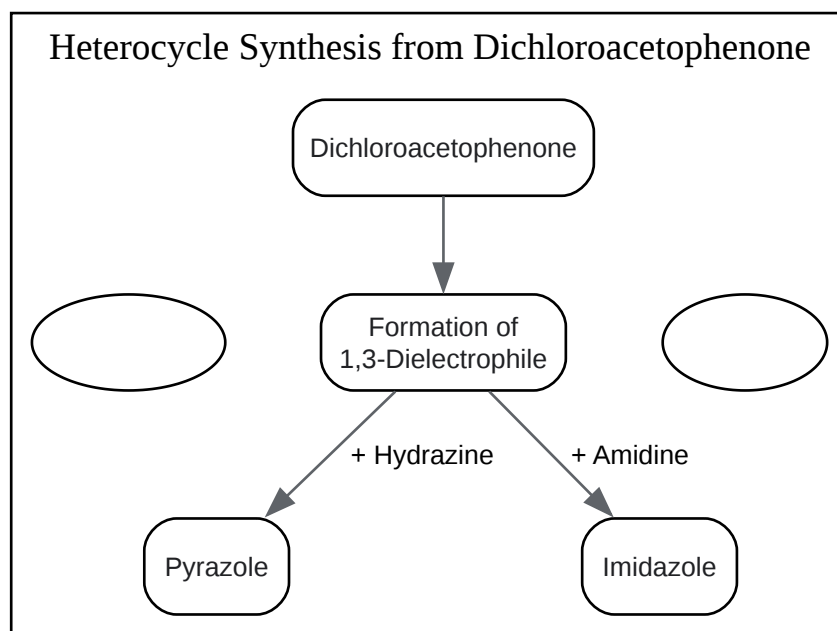 Heterocycle Synthesis from Dichloroacetophenone
Dichloroacetophenone
Formation of
1,3-Dielectrophile
+ Hydrazine
+ Amidine
Pyrazole
Imidazole